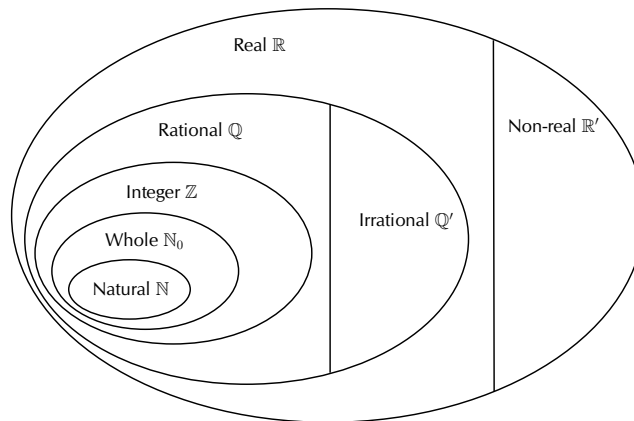 Real ℝ
Non-real ℝ′
Rational ℚ
Integer ℤ
Irrational ℚ′
Whole ℕ₀
Natural ℕ